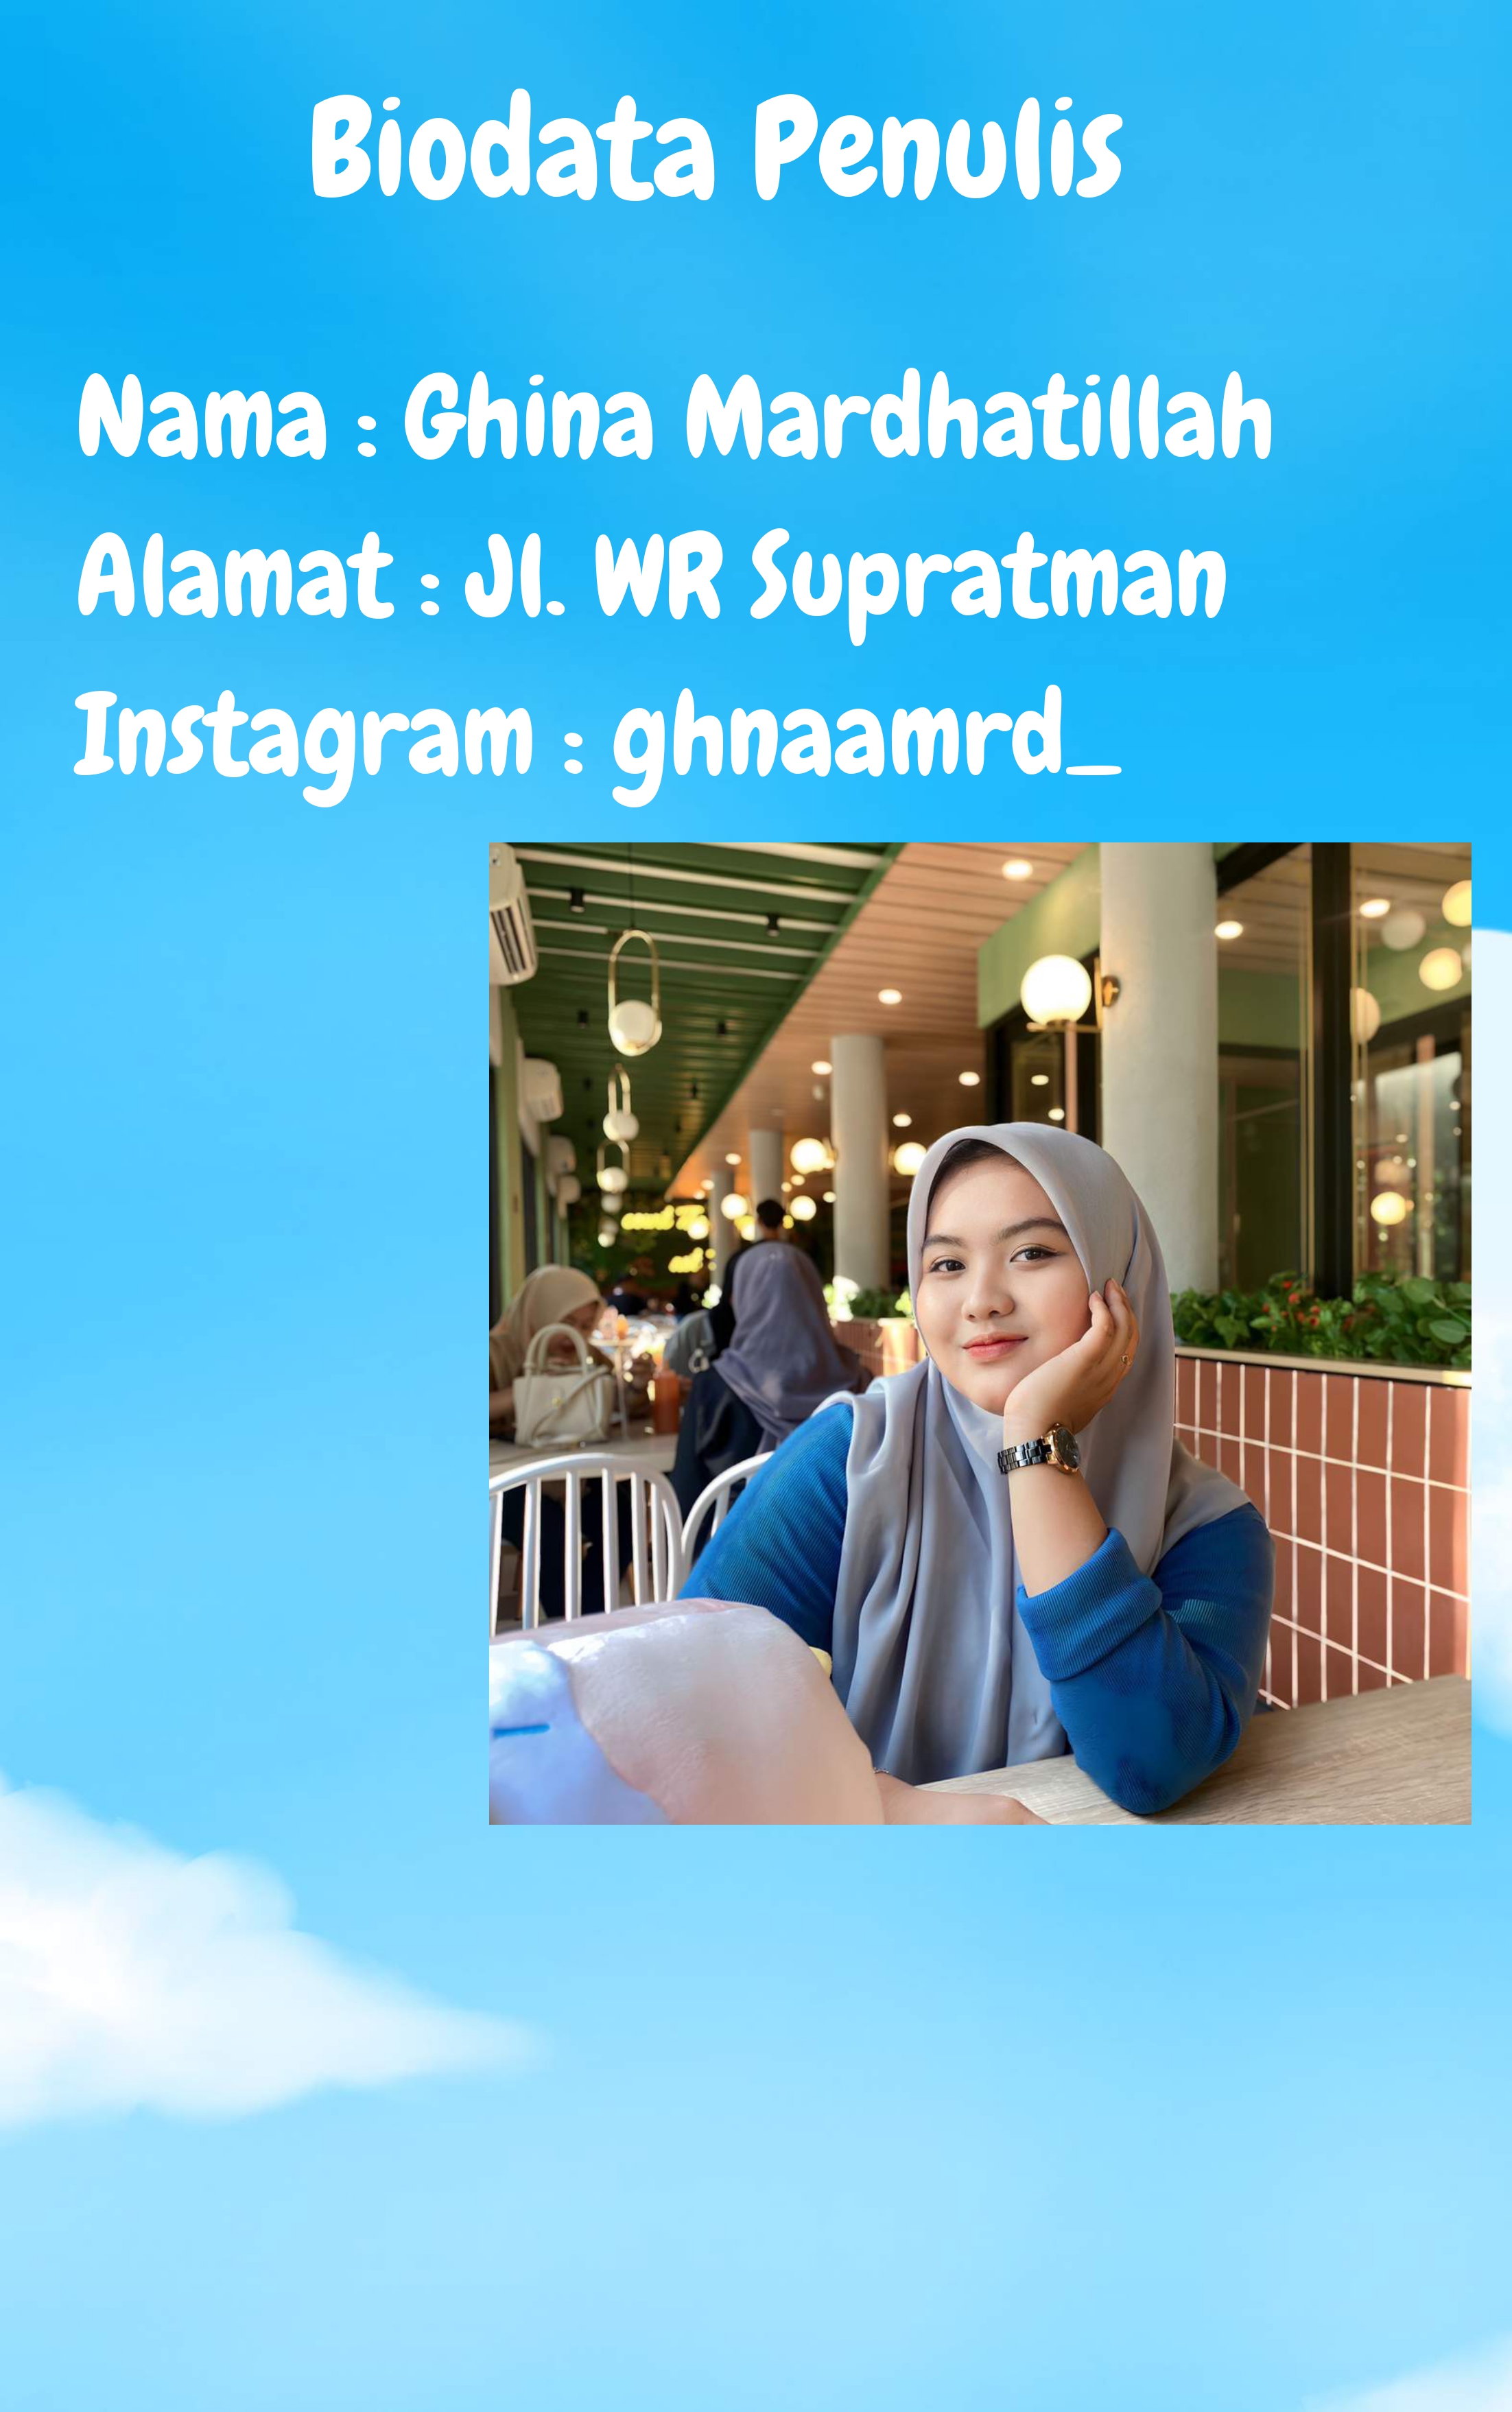 Biodata Penulis
Nama : Ghina Mardhatillah
Alamat : Jl. WR Supratman
Instagram : ghnaamrd_